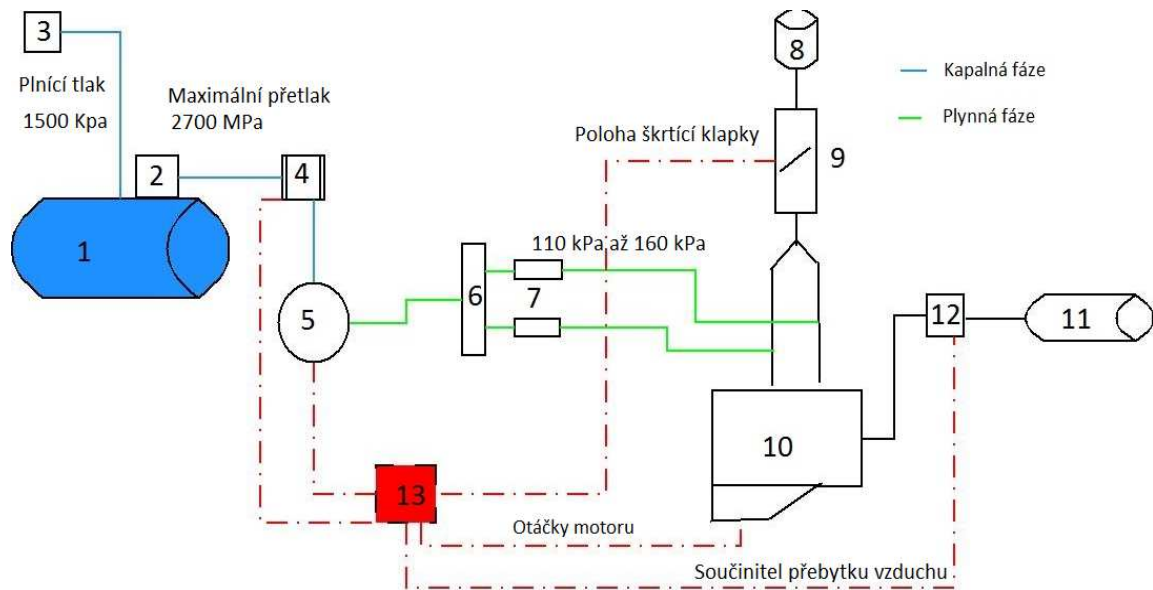 3
Plnící tlak
1500 Kpa
Maximální přetlak
2700 MPa
2
4
1
5
6
7
110 kPa až 160 kPa
Poloha škrtící klapky
8
9
Kapalná fáze
Plynná fáze
10
12
11
13
Otáčky motoru
Součinitel přebytku vzduchu